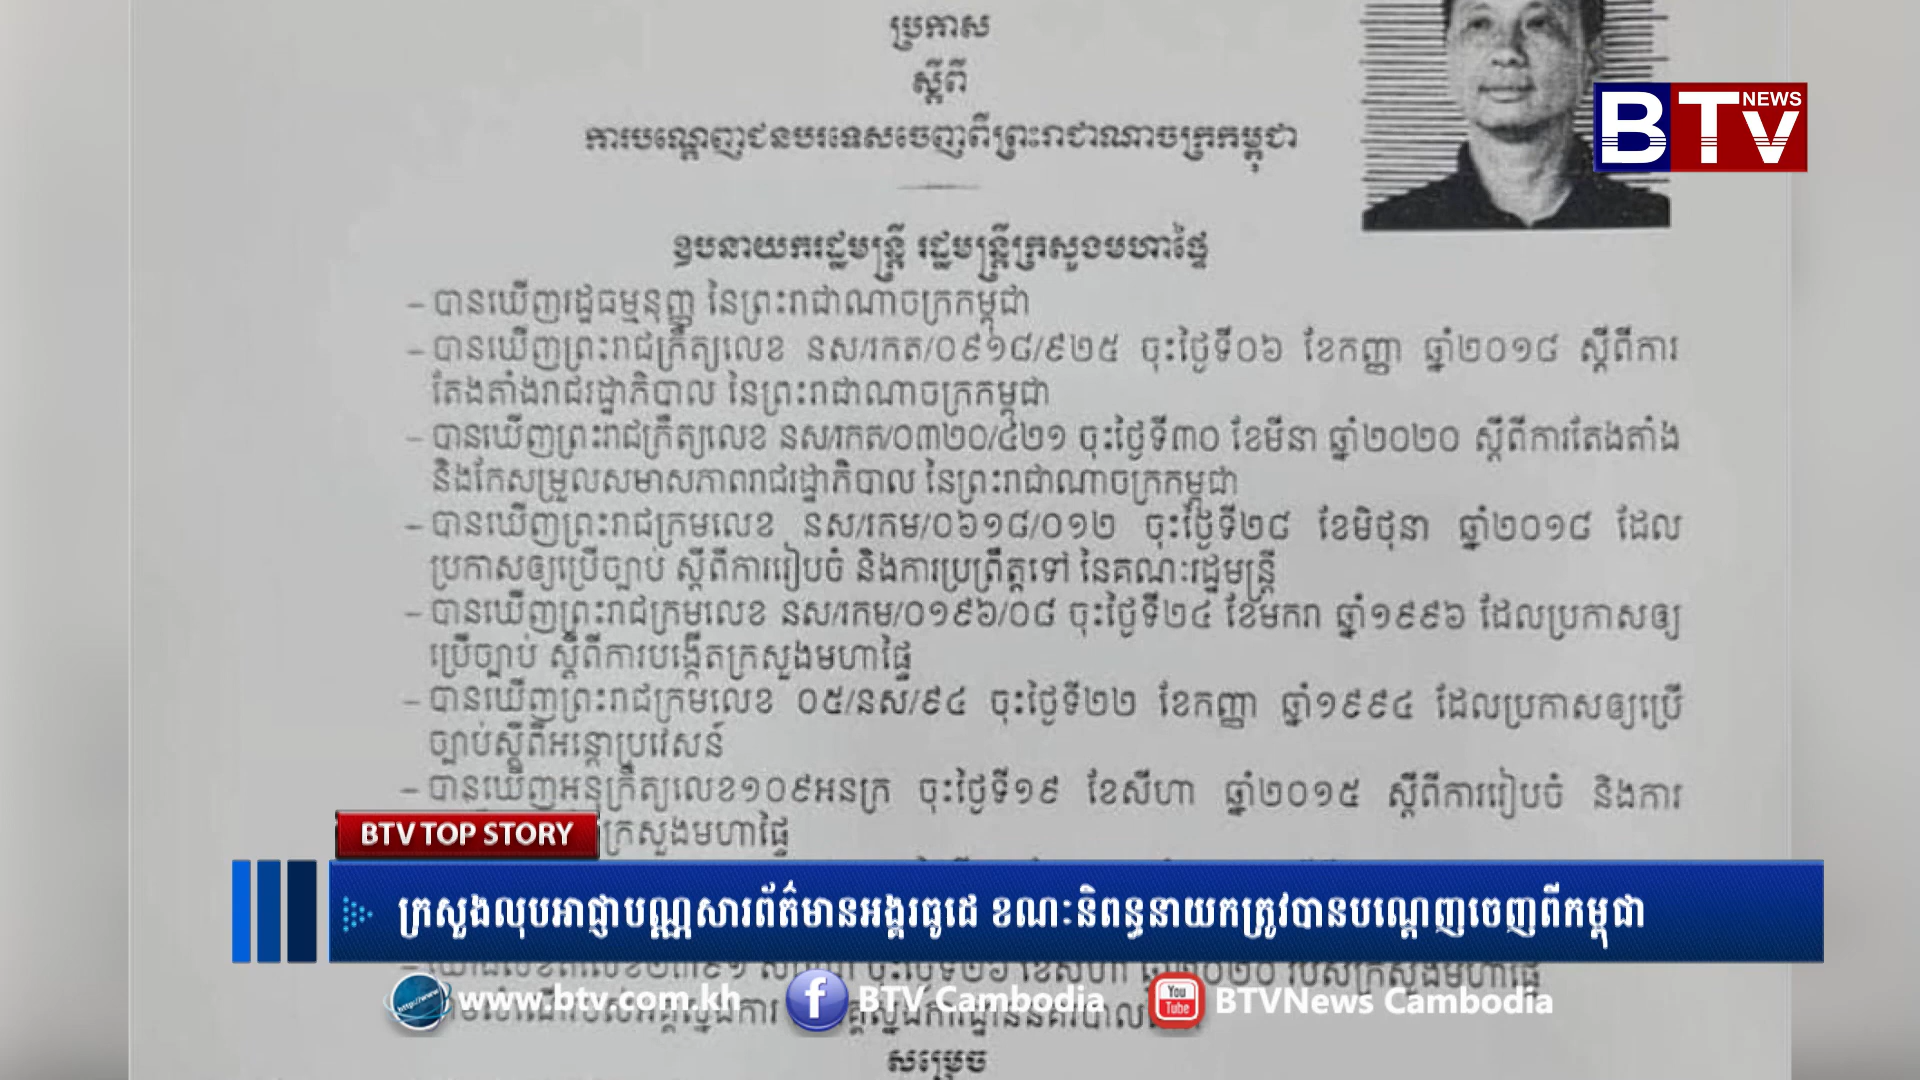 ប្រកាស
ស្តីពី
ការបណ្តេញជនបរទេសចេញពីព្រះរាជាណាចក្រកម្ពុជា
BTV NEWS
ឧបនាយករដ្ឋមន្ត្រី រដ្ឋមន្ត្រីក្រសួងមហាផ្ទៃ
– បានឃើញរដ្ឋធម្មនុញ្ញ នៃព្រះរាជាណាចក្រកម្ពុជា
– បានឃើញព្រះរាជក្រឹត្យលេខ នស/រកត/០៩១៨/៩២៥ ចុះថ្ងៃទី០៦ ខែកញ្ញា ឆ្នាំ២០១៨ ស្តីពីការ
តែងតាំងរាជរដ្ឋាភិបាល នៃព្រះរាជាណាចក្រកម្ពុជា
– បានឃើញព្រះរាជក្រឹត្យលេខ នស/រកត/០៣២០/៤២១ ចុះថ្ងៃទី៣០ ខែមីនា ឆ្នាំ២០២០ ស្តីពីការតែងតាំង
និងកែសម្រួលសមាសភាពរាជរដ្ឋាភិបាល នៃព្រះរាជាណាចក្រកម្ពុជា
– បានឃើញព្រះរាជក្រមលេខ នស/រកម/០៦១៨/០១២ ចុះថ្ងៃទី២៨ ខែមិថុនា ឆ្នាំ២០១៨ ដែល
ប្រកាសឲ្យប្រើច្បាប់ ស្តីពីការរៀបចំ និងការប្រព្រឹត្តទៅ នៃគណៈរដ្ឋមន្ត្រី
– បានឃើញព្រះរាជក្រមលេខ នស/រកម/០១៩៦/០៨ ចុះថ្ងៃទី២៤ ខែមករា ឆ្នាំ១៩៩៦ ដែលប្រកាសឲ្យ
ប្រើច្បាប់ ស្តីពីការបង្កើតក្រសួងមហាផ្ទៃ
– បានឃើញព្រះរាជក្រមលេខ ០៥/នស/៩៤ ចុះថ្ងៃទី២២ ខែកញ្ញា ឆ្នាំ១៩៩៤ ដែលប្រកាសឲ្យប្រើ
ច្បាប់ស្តីពីអន្តោប្រវេសន៍
– បានឃើញអនុក្រឹត្យលេខ១០៩អនក្រ ចុះថ្ងៃទី១៩ ខែសីហា ឆ្នាំ២០១៥ ស្តីពីការរៀបចំ និងការ
ក្រសួងមហាផ្ទៃ
BTV TOP STORY
ក្រសួងលុបអាជ្ញាបណ្ណសារព័ត៌មានអង្គរធូដេ ខណៈនិពន្ធនាយកត្រូវបានបណ្តេញចេញពីកម្ពុជា
www.btv.com.kh BTV Cambodia BTVNews Cambodia
សម្រេច